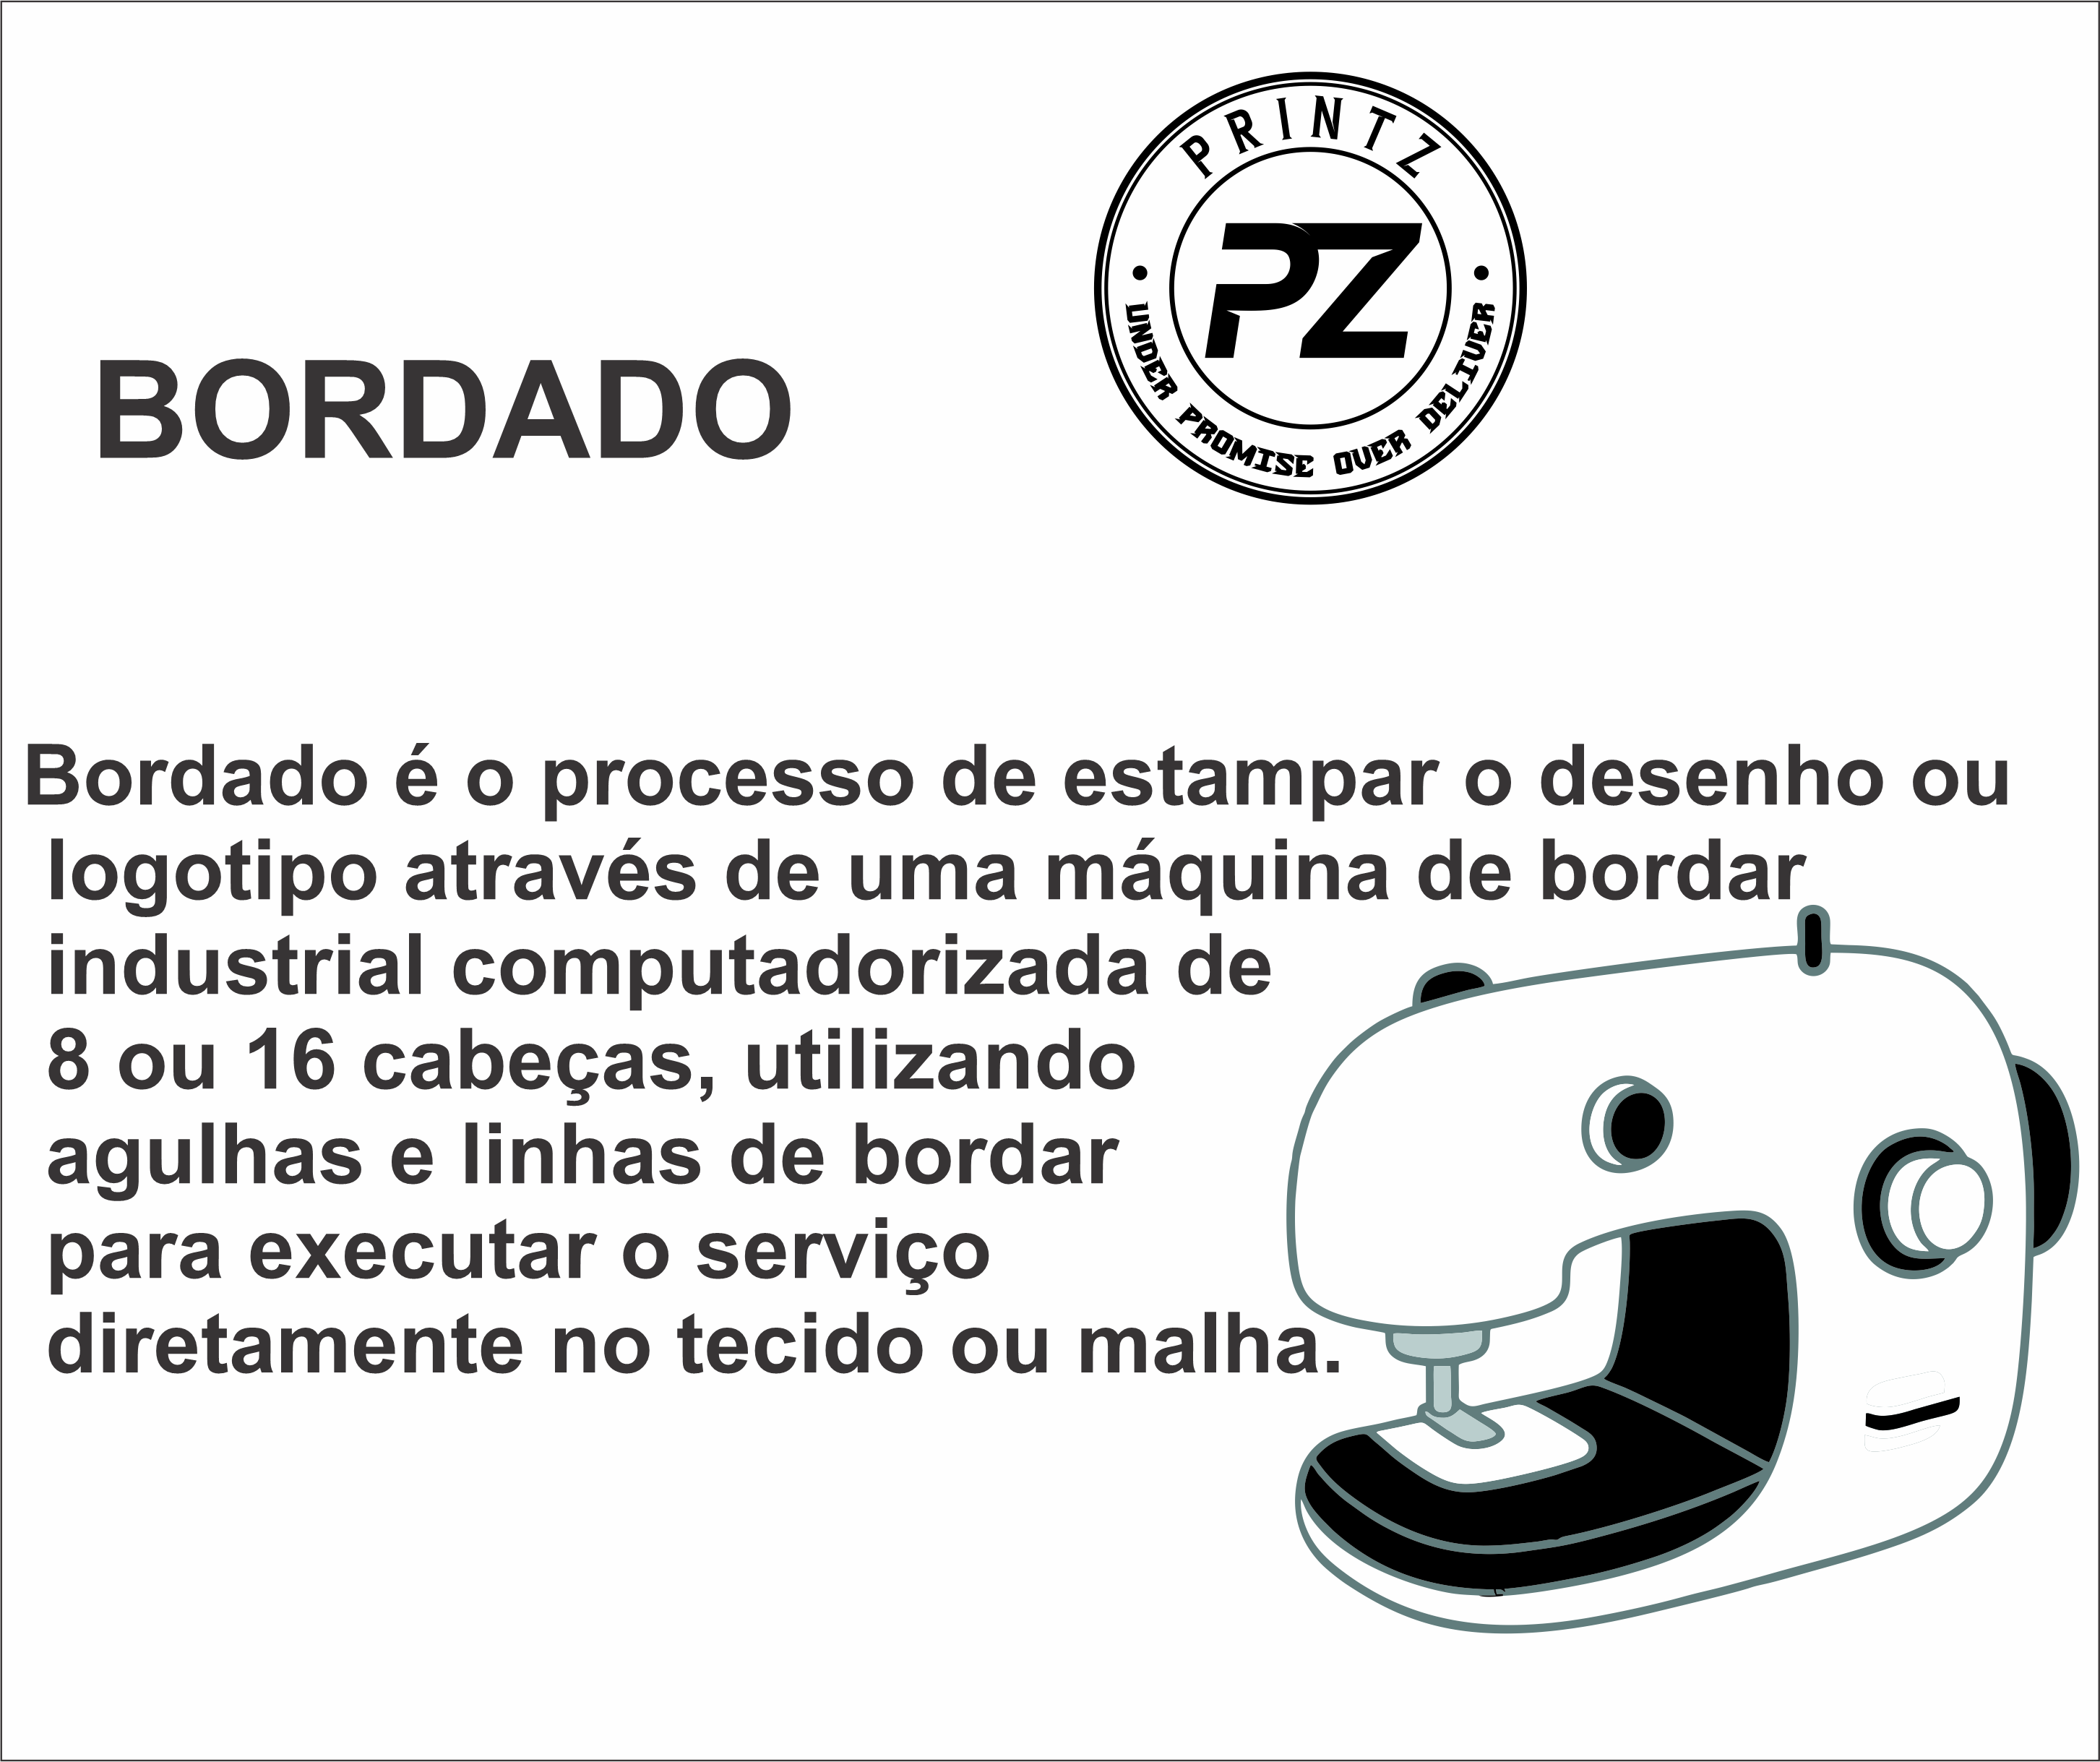 PRINTZ
PZ
UNDER PROMISE OVER DELIVER
BORDADO
Bordado é o processo de estampar o desenho ou
logotipo através de uma máquina de bordar
industrial computadorizada de
8 ou 16 cabeças, utilizando
agulhas e linhas de bordar
para executar o serviço
diretamente no tecido ou malha.